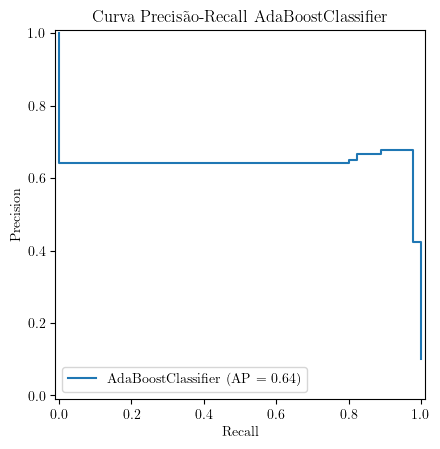 Curva Precisão-Recall AdaBoostClassifier
1.0
0.8
0.6
0.4
0.2
0.0
Precision
AdaBoostClassifier (AP = 0.64)
0.0 0.2 0.4 0.6 0.8 1.0
Recall